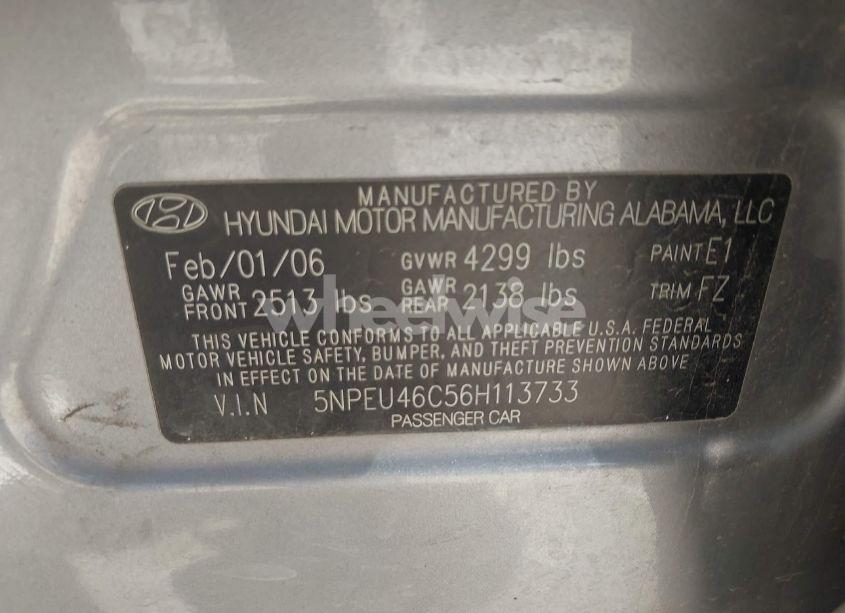 MANUFACTURED BY
HYUNDAI MOTOR MANUFACTURING ALABAMA, LLC
Feb/01/06 GVWR 4299 lbs PAINT E1
GAWR FRONT 2513 lbs GAWR REAR 2138 lbs TRIM FZ
wheelwise
THIS VEHICLE CONFORMS TO ALL APPLICABLE U.S.A. FEDERAL
MOTOR VEHICLE SAFETY, BUMPER, AND THEFT PREVENTION STANDARDS
IN EFFECT ON THE DATE OF MANUFACTURE SHOWN ABOVE
V.I.N 5NPEU46C56H113733
PASSENGER CAR